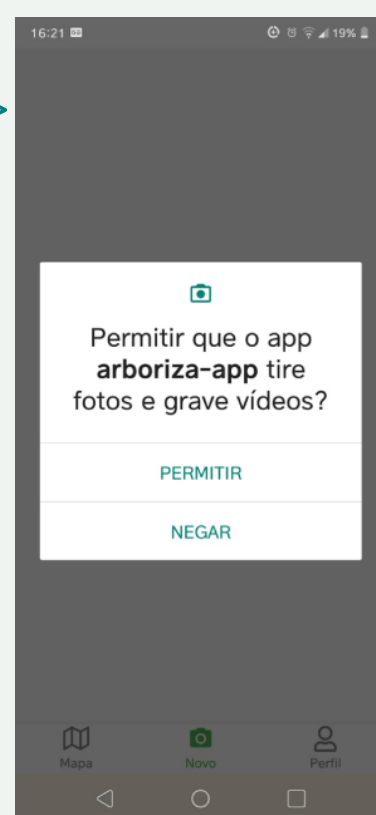 16:21 19%
Permitir que o app
arboriza-app tire
fotos e grave vídeos?
PERMITIR
NEGAR
Mapa Novo Perfil